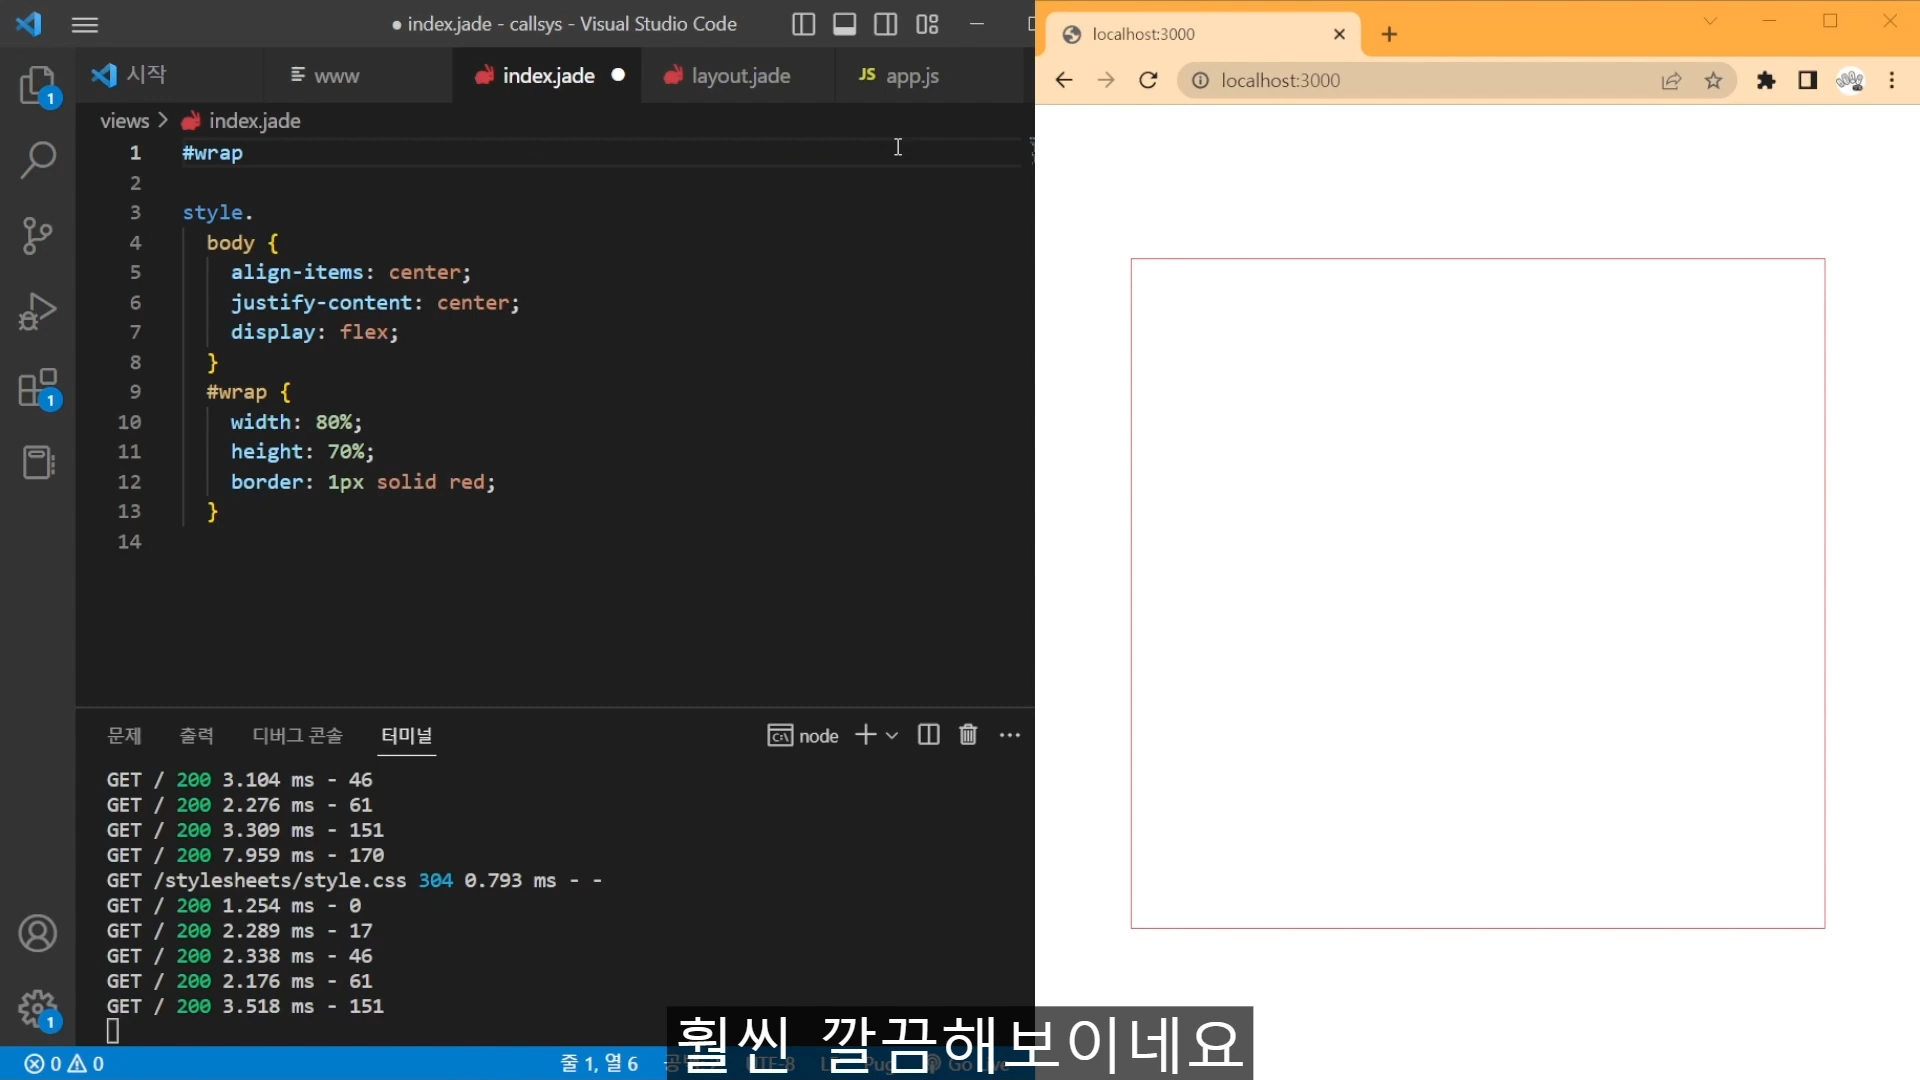 ● index.jade - callsys - Visual Studio Code
시작
www
index.jade
layout.jade
JS app.js
views > index.jade
1 #wrap
2
3 style.
4 body {
5 align-items: center;
6 justify-content: center;
7 display: flex;
8 }
9 #wrap {
10 width: 80%;
11 height: 70%;
12 border: 1px solid red;
13 }
14
문제 출력 디버그 콘솔 터미널
node
GET / 200 3.104 ms - 46
GET / 200 2.276 ms - 61
GET / 200 3.309 ms - 151
GET / 200 7.959 ms - 170
GET /stylesheets/style.css 304 0.793 ms - -
GET / 200 1.254 ms - 0
GET / 200 2.289 ms - 17
GET / 200 2.338 ms - 46
GET / 200 2.176 ms - 61
GET / 200 3.518 ms - 151
1
1
1
0 0
줄 1, 열 6
localhost:3000
localhost:3000
훨씬 깔끔해보이네요